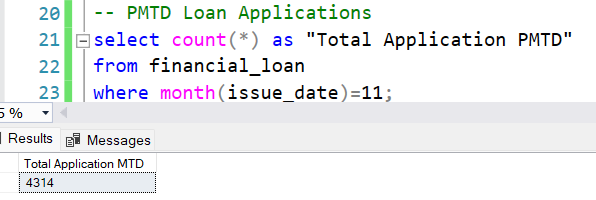 20 -- PMTD Loan Applications
21 select count(*) as "Total Application PMTD"
22 from financial_loan
23 where month(issue_date)=11;
5 %
Results Messages
Total Application MTD
4314